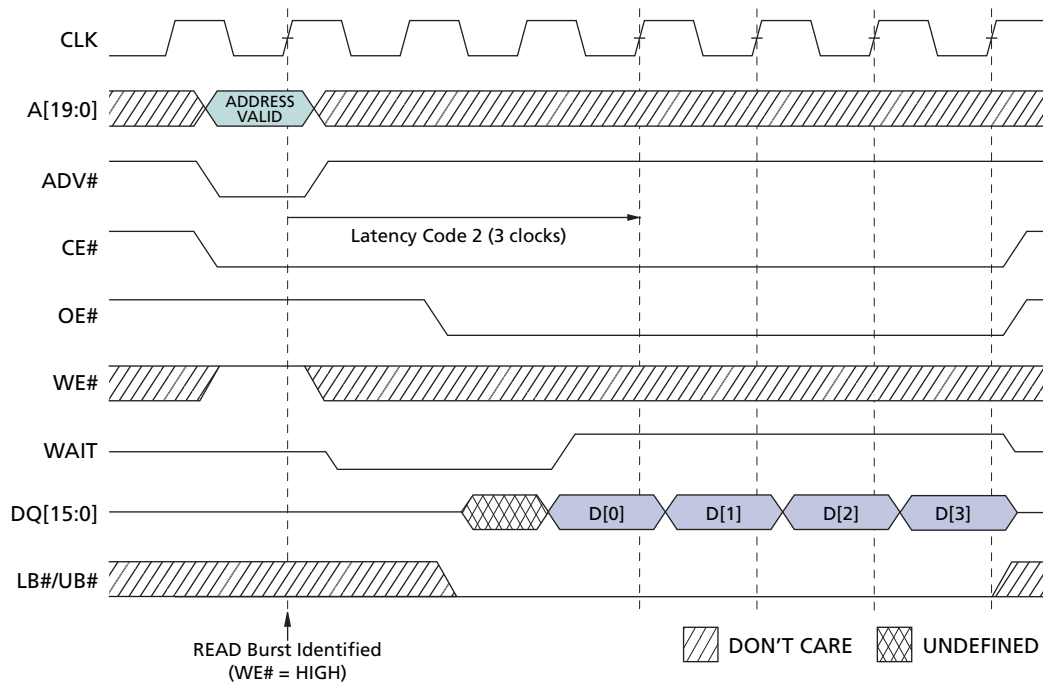 CLK
A[19:0]
ADDRESS
VALID
ADV#
Latency Code 2 (3 clocks)
CE#
OE#
WE#
WAIT
DQ[15:0]
D[0] D[1] D[2] D[3]
LB#/UB#
READ Burst Identified
(WE# = HIGH)
DON'T CARE UNDEFINED